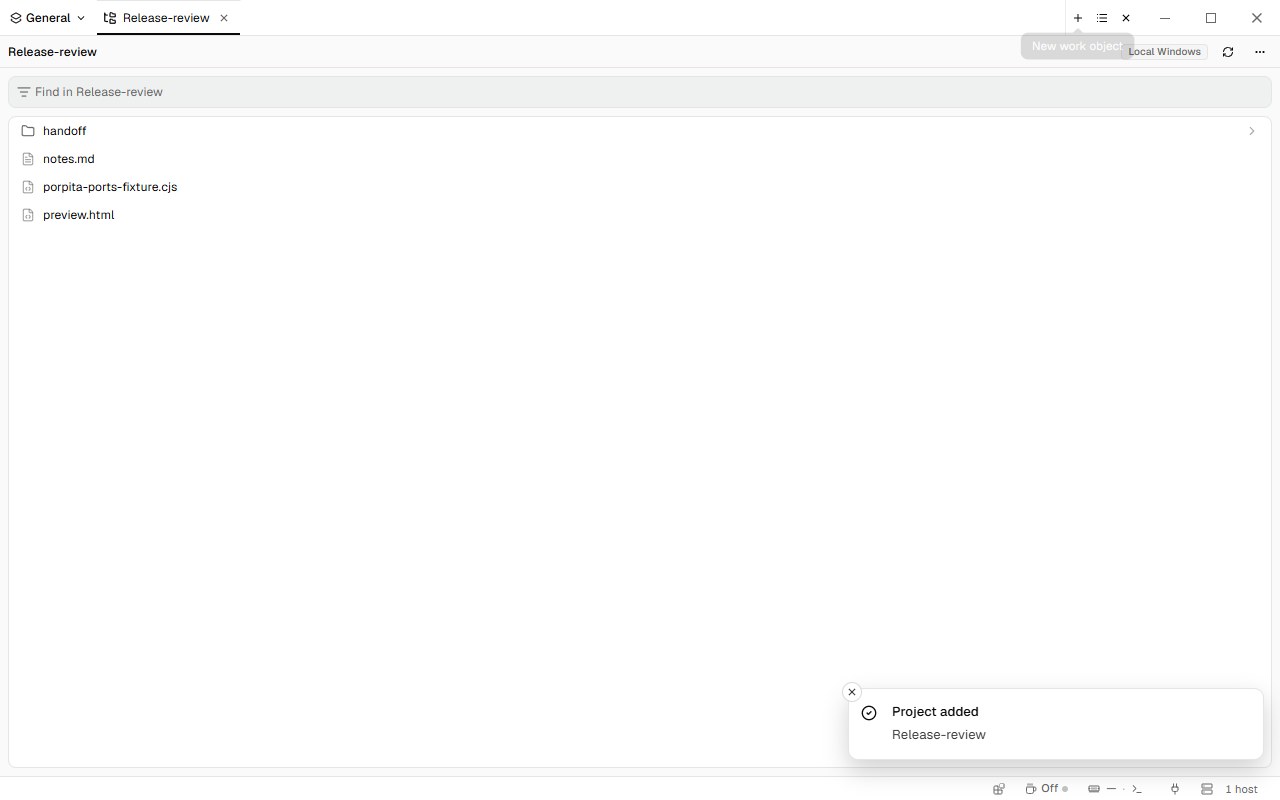 General
Release-review
New work object
Release-review
Local Windows
Find in Release-review
handoff
notes.md
porpita-ports-fixture.cjs
preview.html
Project added
Release-review
Off
— ·
1 host